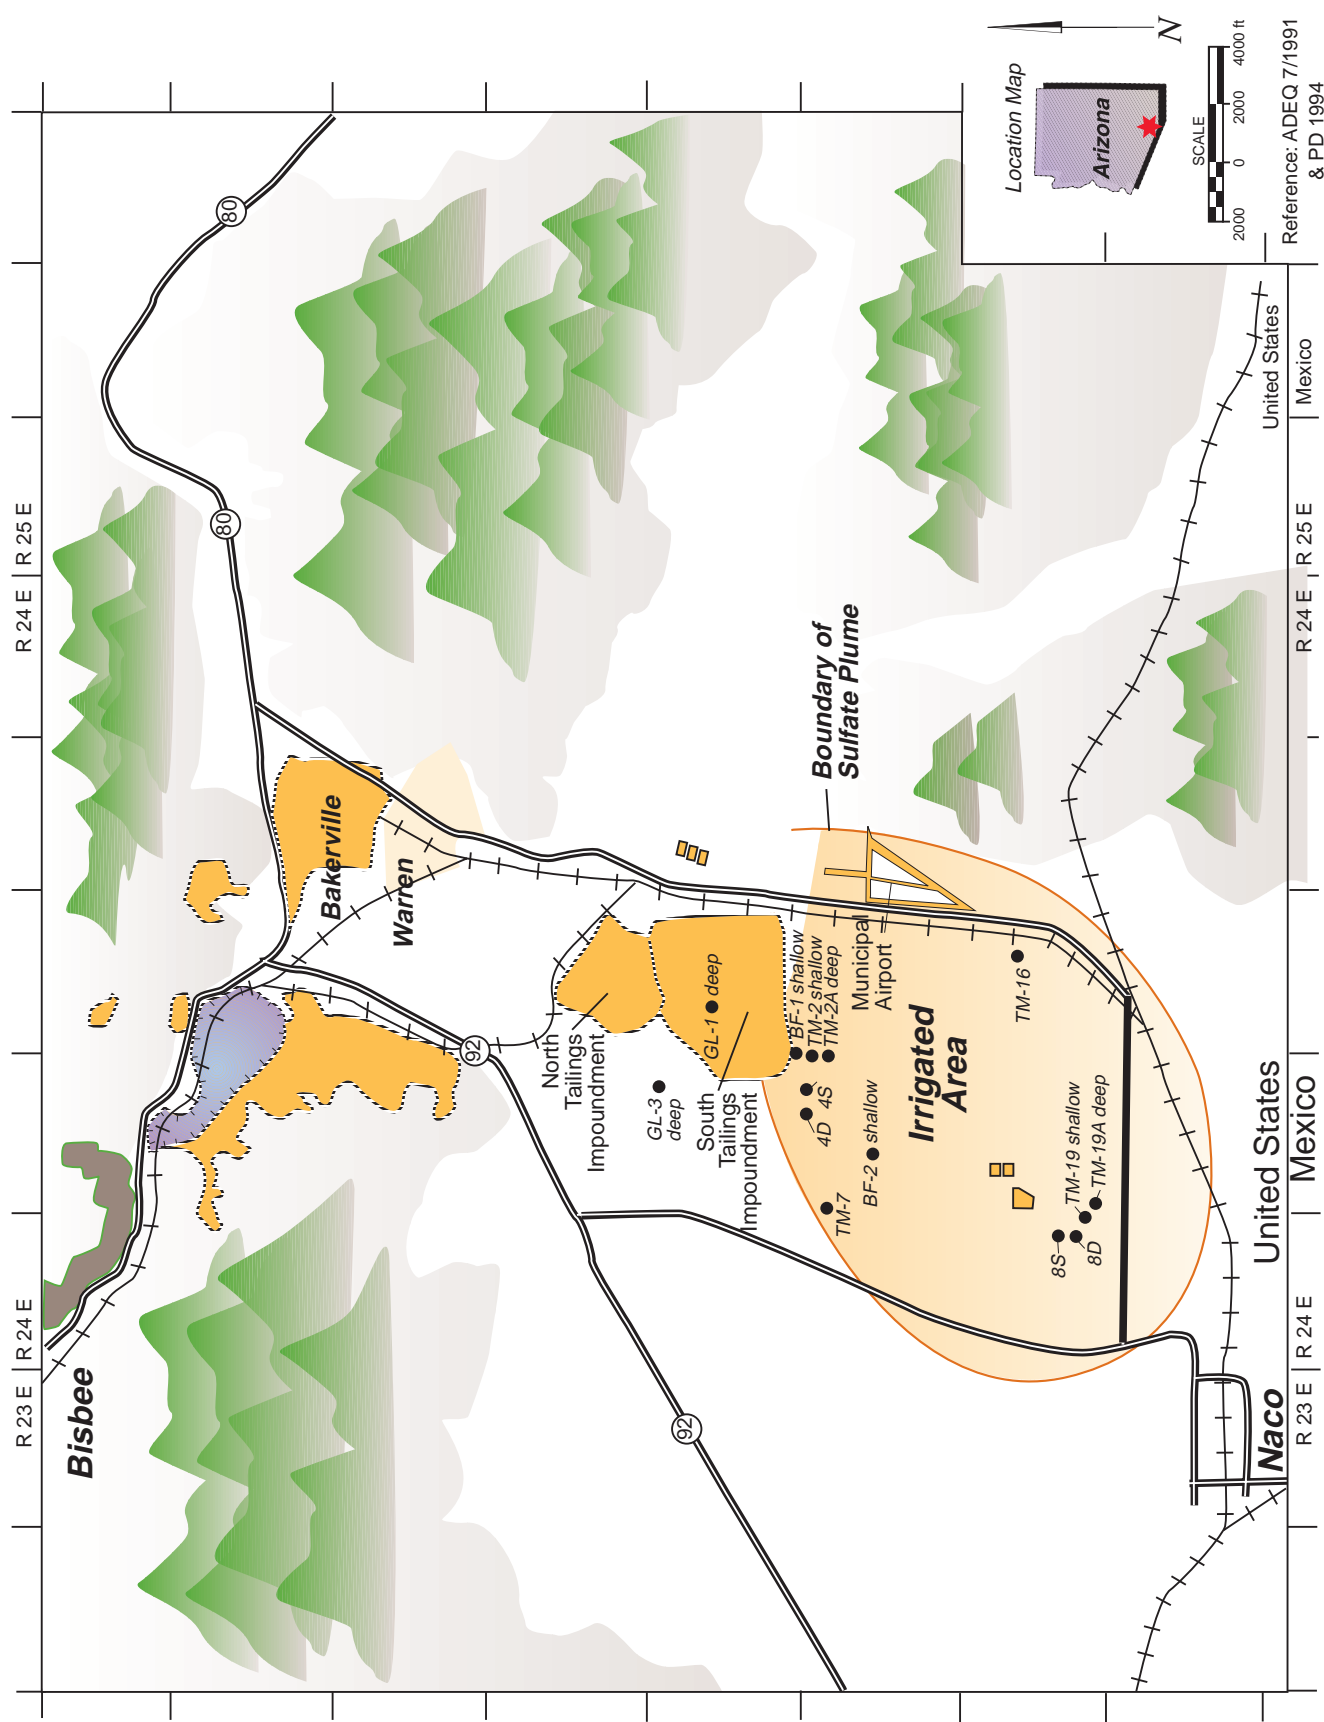 R 23 E
R 24 E
R 24 E
R 25 E
Bisbee
80
80
Bakerville
Warren
92
92
North
Tailings
Impoundment
GL-3
deep
GL-1 deep
South
Tailings
Impoundment
Boundary of
Sulfate Plume
BF-1 shallow
TM-2 shallow
TM-2A deep
4S
4D
TM-7
BF-2 shallow
Municipal
Airport
Irrigated
Area
TM-16
8S
8D
TM-19 shallow
TM-19A deep
Naco
United States
Mexico
United States
Mexico
R 23 E
R 24 E
R 24 E
R 25 E
Location Map
Arizona
N
SCALE
2000
0
2000
4000 ft
Reference: ADEQ 7/1991
& PD 1994